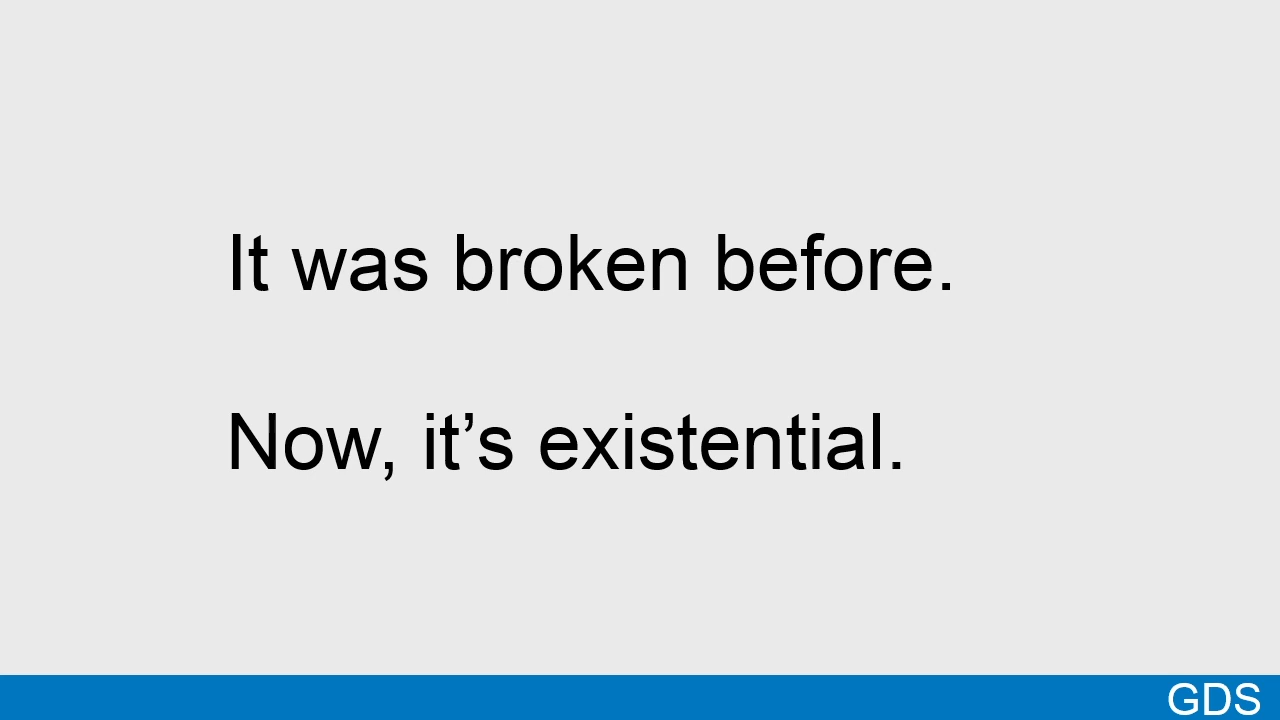 It was broken before.
Now, it’s existential.
GDS